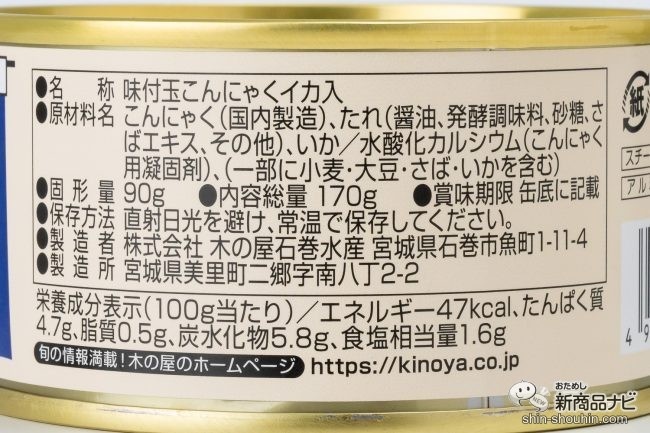 ●名　称 味付玉こんにゃくイカ入
●原材料名 こんにゃく(国内製造)、たれ(醤油、発酵調味料、砂糖、さ
ばエキス、その他)、いか／水酸化カルシウム(こんにゃく
用凝固剤)、(一部に小麦・大豆・さば・いかを含む)
●固形量 90g ●内容総量 170g ●賞味期限 缶底に記載
●保存方法 直射日光を避け、常温で保存してください。
●製造者 株式会社 木の屋石巻水産 宮城県石巻市魚町1-11-4
●製造所 宮城県美里町二郷字南八丁2-2
栄養成分表示(100g当たり)／エネルギー47kcal、たんぱく質
4.7g、脂質0.5g、炭水化物5.8g、食塩相当量1.6g
旬の情報満載！木の屋のホームページ https://kinoya.co.jp
紙
スチー
アル
4 9
おためし
新商品ナビ
shin-shouhin.com